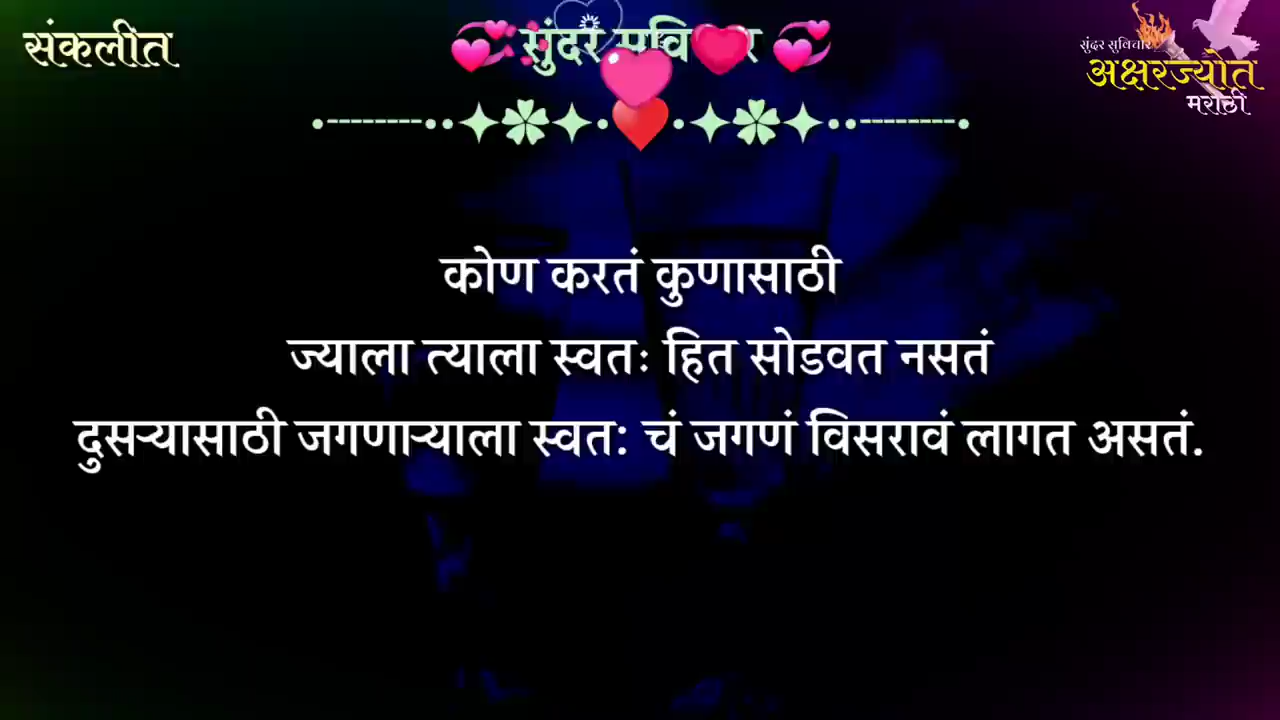 संकलीत
सुंदर
सुंदर सुविचार
अक्षरज्योत
मराठी
कोण करतं कुणासाठी
ज्याला त्याला स्वतः हित सोडवत नसतं
दुसऱ्यासाठी जगणाऱ्याला स्वत: चं जगणं विसरावं लागत असतं.